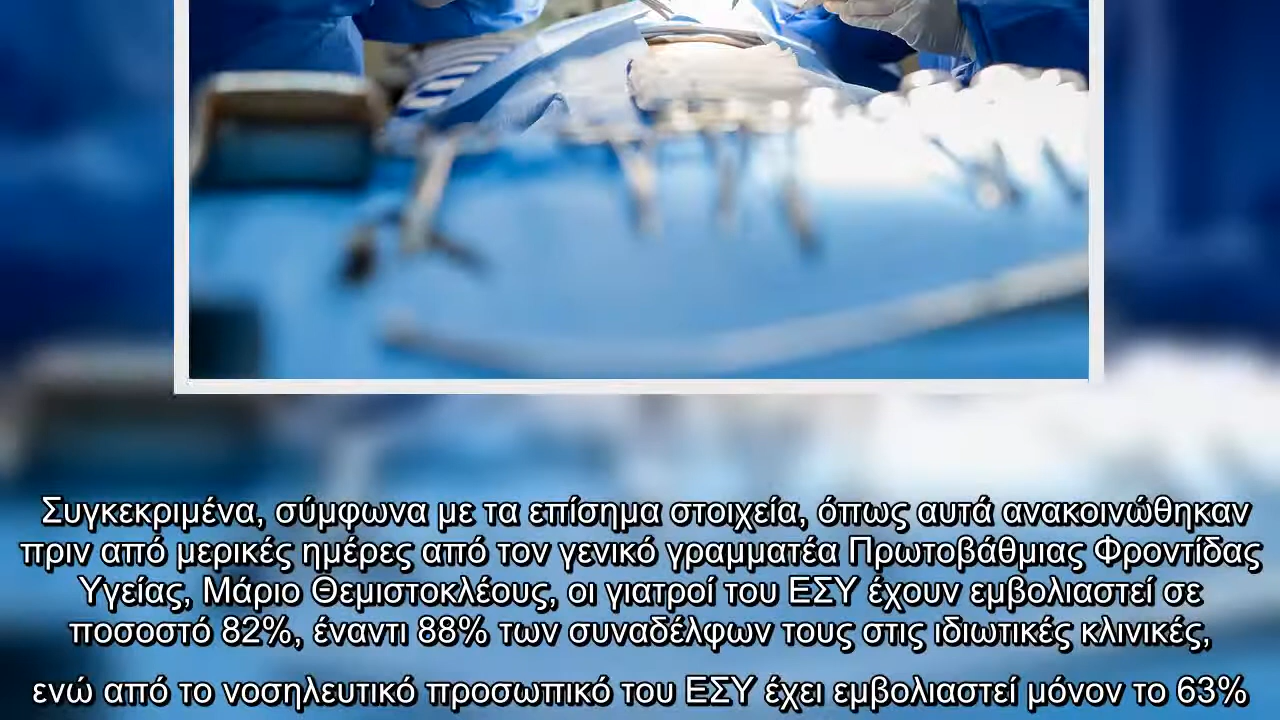 Συγκεκριμένα, σύμφωνα με τα επίσημα στοιχεία, όπως αυτά ανακοινώθηκαν
πριν από μερικές ημέρες από τον γενικό γραμματέα Πρωτοβάθμιας Φροντίδας
Υγείας, Μάριο Θεμιστοκλέους, οι γιατροί του ΕΣΥ έχουν εμβολιαστεί σε
ποσοστό 82%, έναντι 88% των συναδέλφων τους στις ιδιωτικές κλινικές,
ενώ από το νοσηλευτικό προσωπικό του ΕΣΥ έχει εμβολιαστεί μόνον το 63%